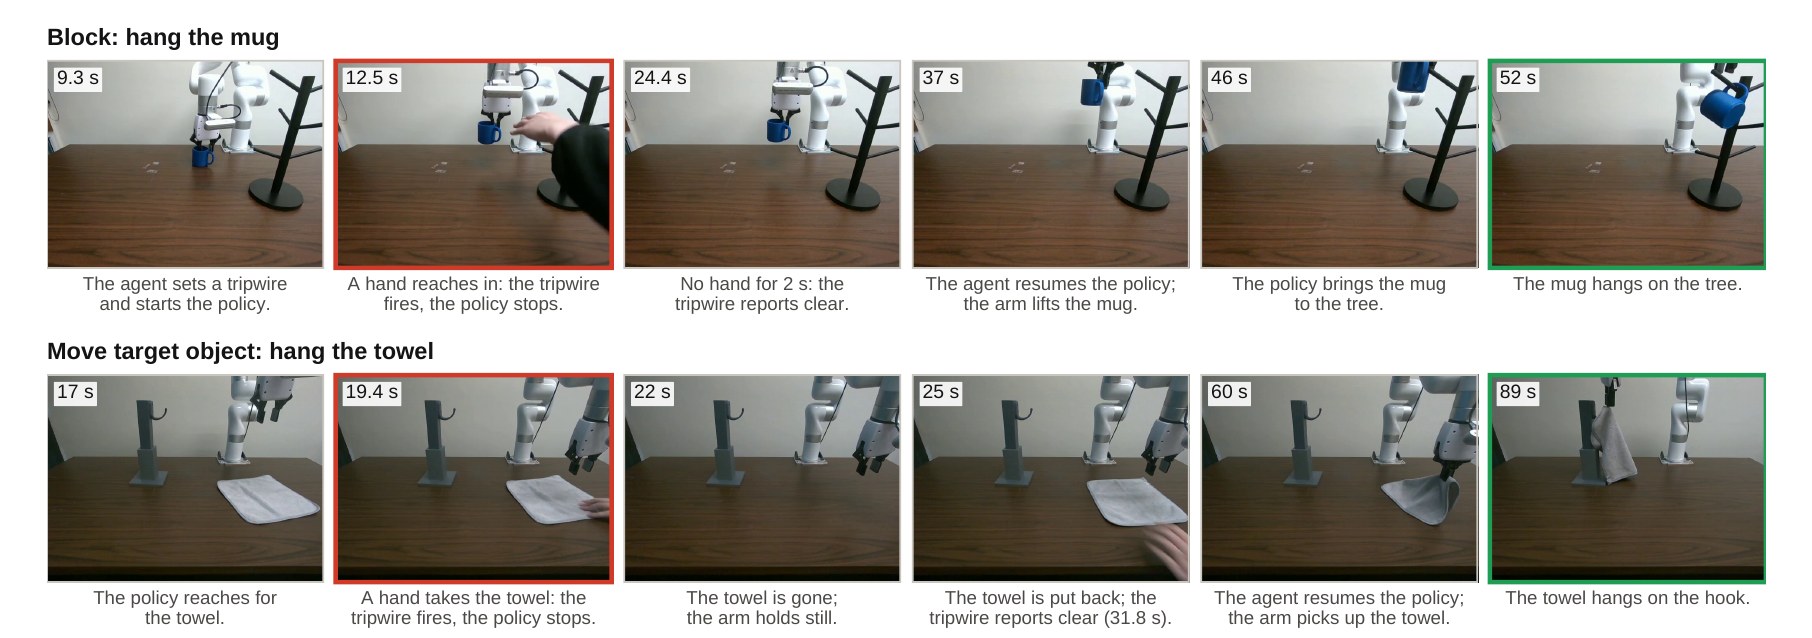 Block: hang the mug
9.3 s
12.5 s
24.4 s
37 s
46 s
52 s
The agent sets a tripwire
and starts the policy.
A hand reaches in: the tripwire
fires, the policy stops.
No hand for 2 s: the
tripwire reports clear.
The agent resumes the policy;
the arm lifts the mug.
The policy brings the mug
to the tree.
The mug hangs on the tree.
Move target object: hang the towel
17 s
19.4 s
22 s
25 s
60 s
89 s
The policy reaches for
the towel.
A hand takes the towel: the
tripwire fires, the policy stops.
The towel is gone;
the arm holds still.
The towel is put back; the
tripwire reports clear (31.8 s).
The agent resumes the policy;
the arm picks up the towel.
The towel hangs on the hook.